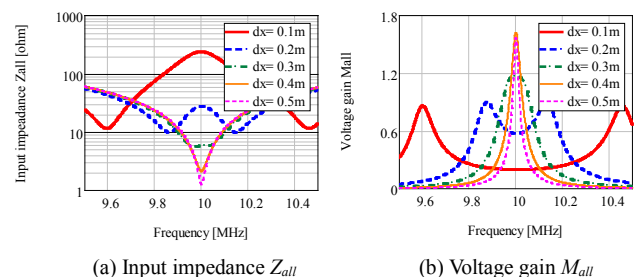 Input impeadance Zall [ohm]
1000
100
10
1
dx= 0.1m
dx= 0.2m
dx= 0.3m
dx= 0.4m
dx= 0.5m
9.6
9.8
10
10.2
10.4
Frequency [MHz]
(a) Input impedance Zall
Voltage gain Mall
1.8
1.2
0.6
0
dx= 0.1m
dx= 0.2m
dx= 0.3m
dx= 0.4m
dx= 0.5m
9.6
9.8
10
10.2
10.4
Frequency [MHz]
(b) Voltage gain Mall